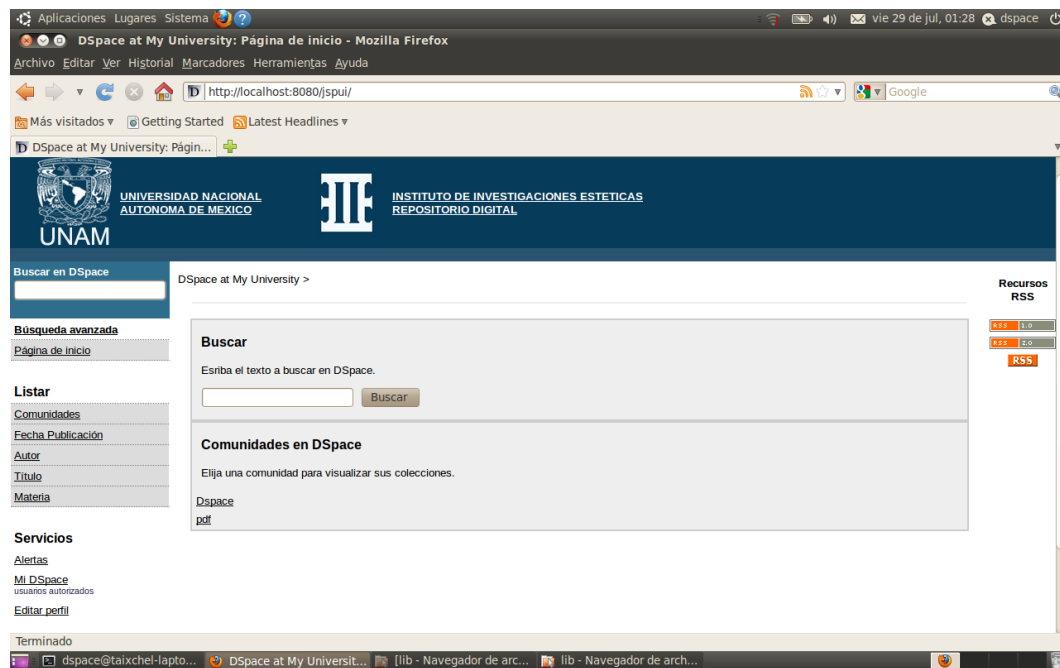 Aplicaciones Lugares Sistema
vie 29 de jul, 01:28 dspace
DSpace at My University: Página de inicio - Mozilla Firefox
Archivo Editar Ver Historial Marcadores Herramientas Ayuda
http://localhost:8080/jspui/
Google
Más visitados Getting Started Latest Headlines
DSpace at My University: Págin...
UNIVERSIDAD NACIONAL
AUTONOMA DE MEXICO
INSTITUTO DE INVESTIGACIONES ESTETICAS
REPOSITORIO DIGITAL
UNAM
Buscar en DSpace
Búsqueda avanzada
Página de inicio
Listar
Comunidades
Fecha Publicación
Autor
Título
Materia
Servicios
Alertas
Mi DSpace
usuarios autorizados
Editar perfil
DSpace at My University >
Buscar
Esriba el texto a buscar en DSpace.
Buscar
Comunidades en DSpace
Elija una comunidad para visualizar sus colecciones.
Dspace
pdf
Recursos
RSS
RSS 1.0
RSS 2.0
RSS
Terminado
dspace@taixchel-lapto... DSpace at My Universit... [lib - Navegador de arc... lib - Navegador de arch...